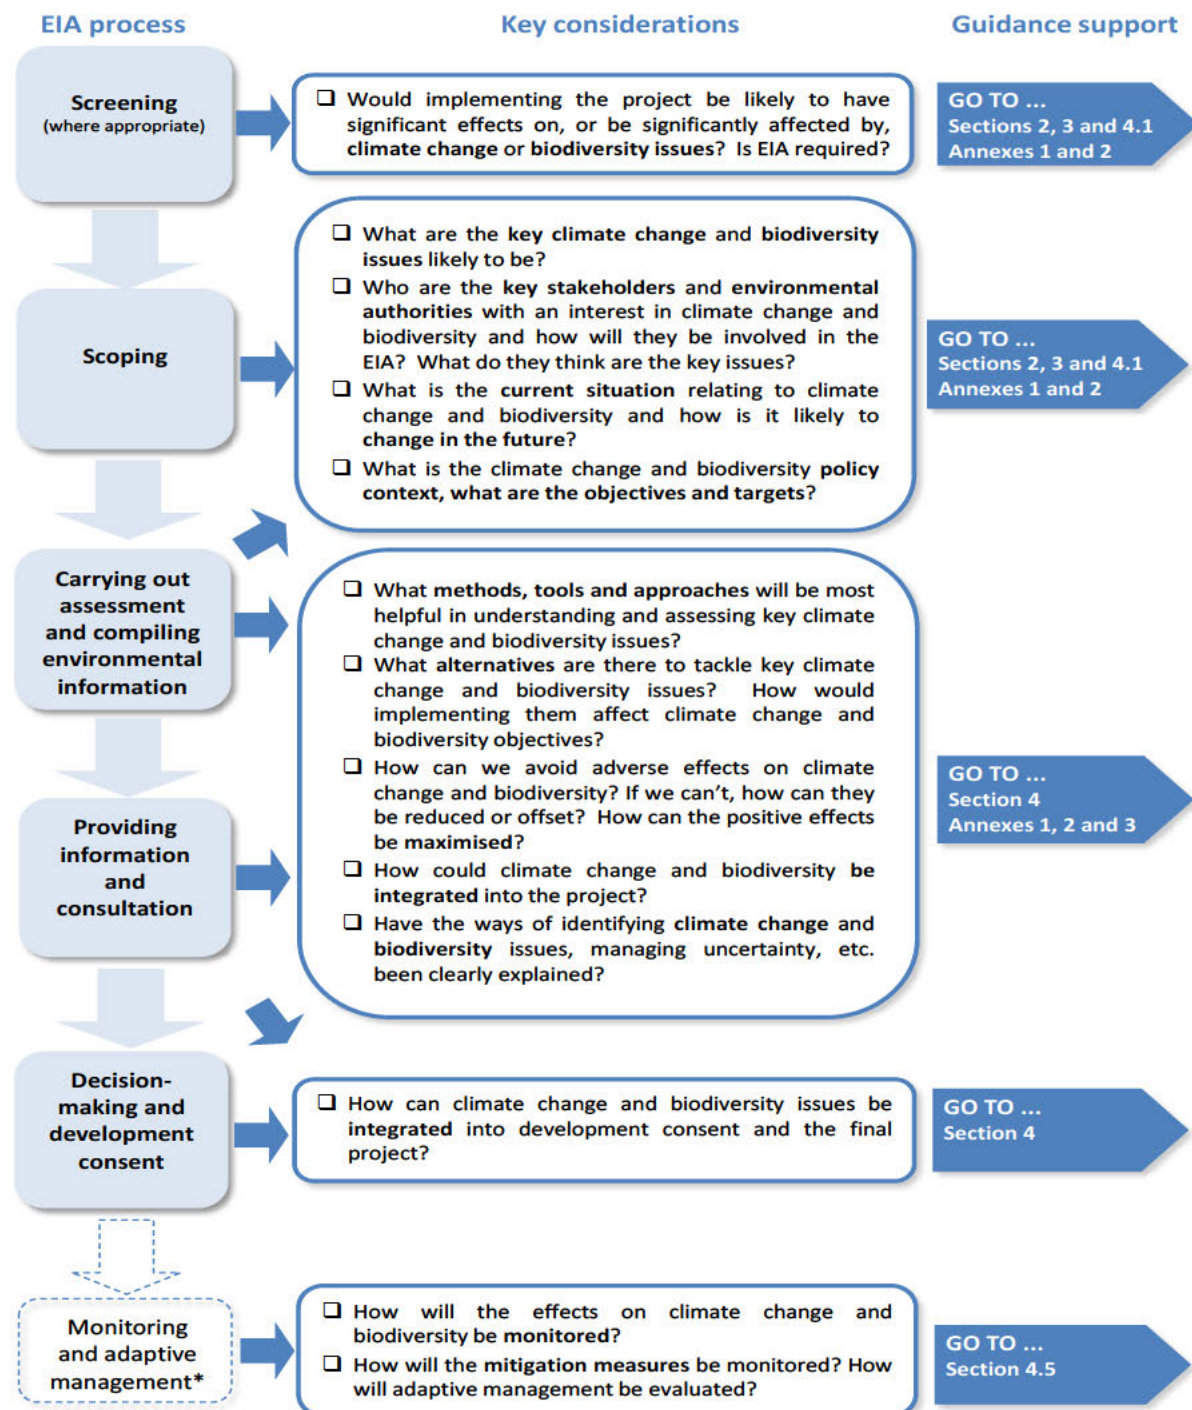 EIA process
Key considerations
Guidance support
Screening
(where appropriate)
❑ Would implementing the project be likely to have
significant effects on, or be significantly affected by,
climate change or biodiversity issues? Is EIA required?
GO TO ...
Sections 2, 3 and 4.1
Annexes 1 and 2
Scoping
❑ What are the key climate change and biodiversity
issues likely to be?
❑ Who are the key stakeholders and environmental
authorities with an interest in climate change and
biodiversity and how will they be involved in the
EIA? What do they think are the key issues?
❑ What is the current situation relating to climate
change and biodiversity and how is it likely to
change in the future?
❑ What is the climate change and biodiversity policy
context, what are the objectives and targets?
GO TO ...
Sections 2, 3 and 4.1
Annexes 1 and 2
Carrying out
assessment
and compiling
environmental
information
Providing
information
and
consultation
❑ What methods, tools and approaches will be most
helpful in understanding and assessing key climate
change and biodiversity issues?
❑ What alternatives are there to tackle key climate
change and biodiversity issues? How would
implementing them affect climate change and
biodiversity objectives?
❑ How can we avoid adverse effects on climate
change and biodiversity? If we can't, how can they
be reduced or offset? How can the positive effects
be maximised?
❑ How could climate change and biodiversity be
integrated into the project?
❑ Have the ways of identifying climate change and
biodiversity issues, managing uncertainty, etc.
been clearly explained?
GO TO ...
Section 4
Annexes 1, 2 and 3
Decision-
making and
development
consent
❑ How can climate change and biodiversity issues be
integrated into development consent and the final
project?
GO TO ...
Section 4
Monitoring
and adaptive
management*
❑ How will the effects on climate change and
biodiversity be monitored?
❑ How will the mitigation measures be monitored? How
will adaptive management be evaluated?
GO TO ...
Section 4.5